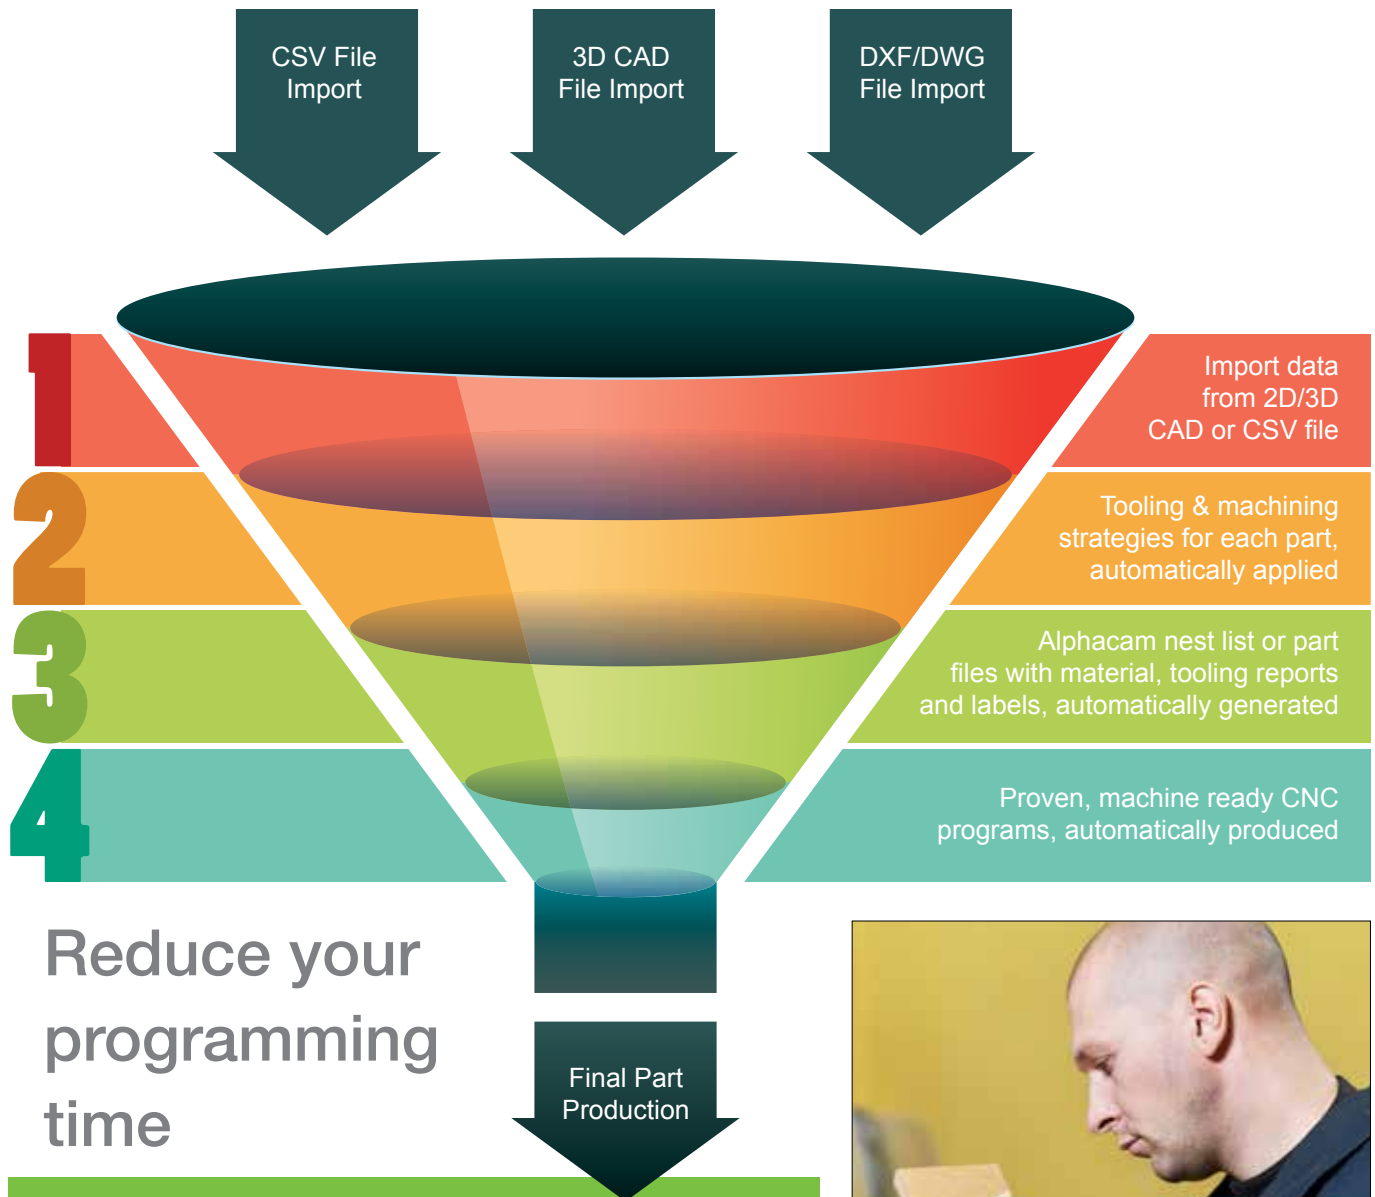 CSV File
Import
3D CAD
File Import
DXF/DWG
File Import
1
Import data
from 2D/3D
CAD or CSV file
2
Tooling & machining
strategies for each part,
automatically applied
3
Alphacam nest list or part
files with material, tooling reports
and labels, automatically generated
4
Proven, machine ready CNC
programs, automatically produced
Reduce your
programming
time
Final Part
Production